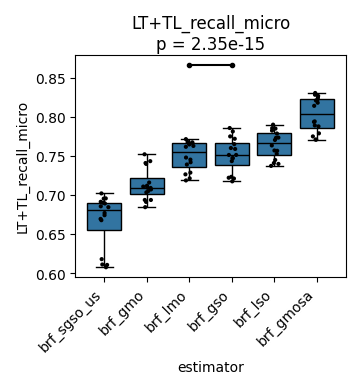 LT+TL_recall_micro
p = 2.35e-15
LT+TL_recall_micro
0.85
0.80
0.75
0.70
0.65
0.60
brf_sgso_us
brf_gmo
brf_lmo
brf_gso
brf_lso
brf_gmosa
estimator